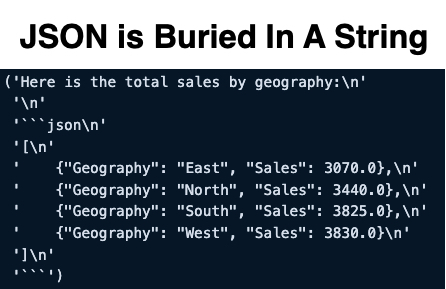 JSON is Buried In A String
('Here is the total sales by geography:\n'
 '\n'
 '```json\n'
 '[\n'
 '    {"Geography": "East", "Sales": 3070.0},\n'
 '    {"Geography": "North", "Sales": 3440.0},\n'
 '    {"Geography": "South", "Sales": 3825.0},\n'
 '    {"Geography": "West", "Sales": 3830.0}\n'
 ']\n'
 '```')